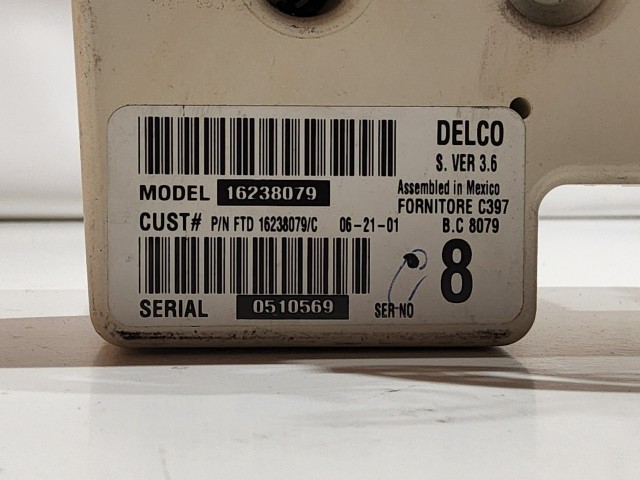 DELCO
S. VER 3.6
MODEL 16238079
Assembled in Mexico
FORNITORE C397
CUST# P/N FTD 16238079/C 06-21-01
B.C 8079
8
SERIAL 0510569
SER NO